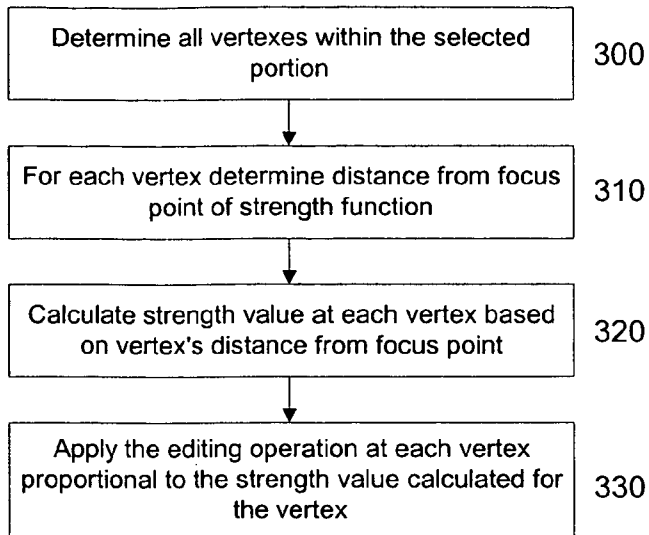 Determine all vertexes within the selected
portion
300
For each vertex determine distance from focus
point of strength function
310
Calculate strength value at each vertex based
on vertex's distance from focus point
320
Apply the editing operation at each vertex
proportional to the strength value calculated for
the vertex
330